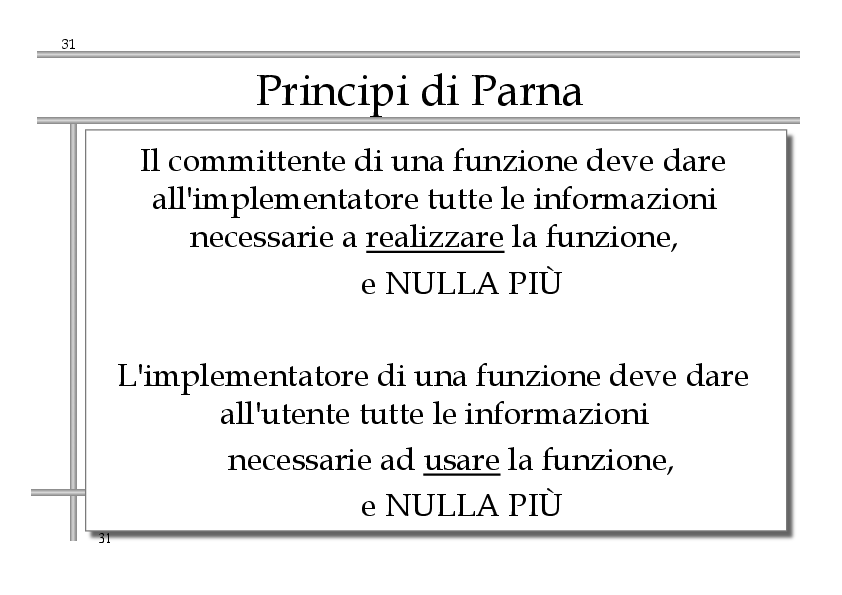 31
Principi di Parna
Il committente di una funzione deve dare
all'implementatore tutte le informazioni
necessarie a realizzare la funzione,
e NULLA PIÙ
L'implementatore di una funzione deve dare
all'utente tutte le informazioni
necessarie ad usare la funzione,
e NULLA PIÙ
31